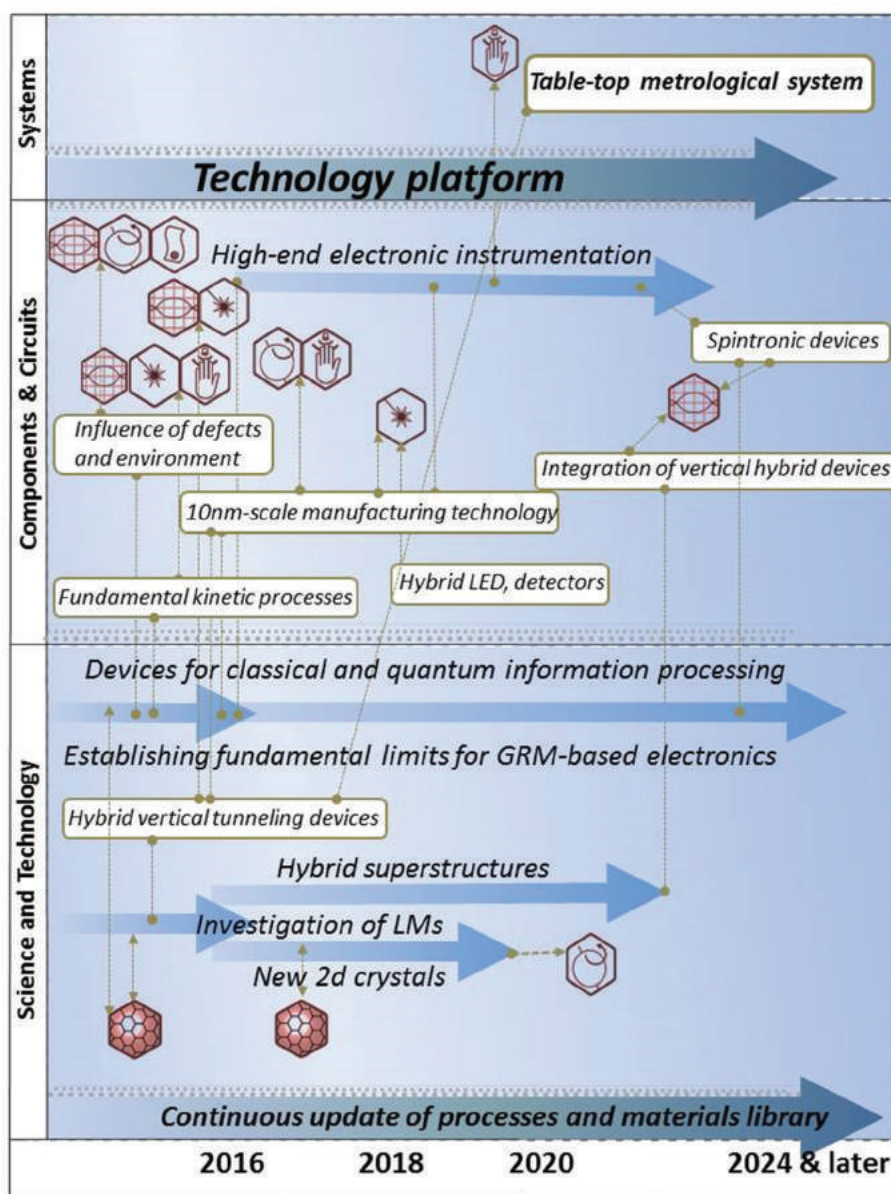 Systems
Table-top metrological system
Technology platform
Components & Circuits
High-end electronic instrumentation
Spintronic devices
Influence of defects
and environment
Integration of vertical hybrid devices
10nm-scale manufacturing technology
Hybrid LED, detectors
Fundamental kinetic processes
Science and Technology
Devices for classical and quantum information processing
Establishing fundamental limits for GRM-based electronics
Hybrid vertical tunneling devices
Hybrid superstructures
Investigation of LMs
New 2d crystals
Continuous update of processes and materials library
2016 2018 2020 2024 & later